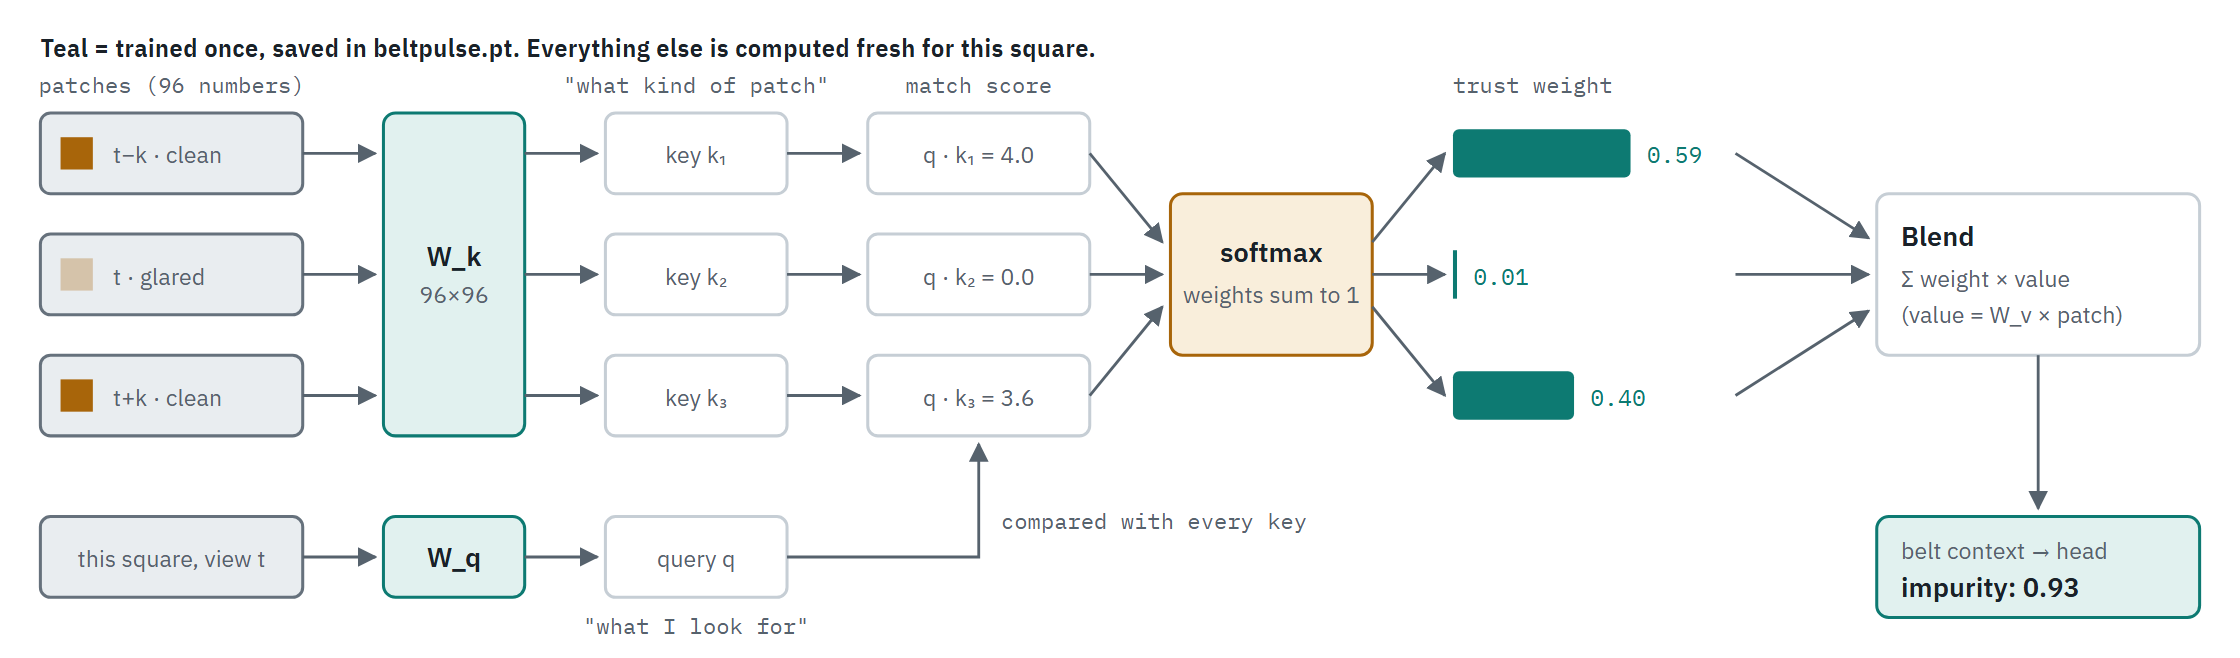 Teal = trained once, saved in beltpulse.pt. Everything else is computed fresh for this square.
patches (96 numbers)
"what kind of patch"
match score
trust weight
t−k · clean
key k₁
q · k₁ = 4.0
0.59
W_k
96×96
t · glared
key k₂
q · k₂ = 0.0
softmax
weights sum to 1
0.01
Blend
Σ weight × value
(value = W_v × patch)
t+k · clean
key k₃
q · k₃ = 3.6
0.40
this square, view t
W_q
query q
compared with every key
"what I look for"
belt context → head
impurity: 0.93